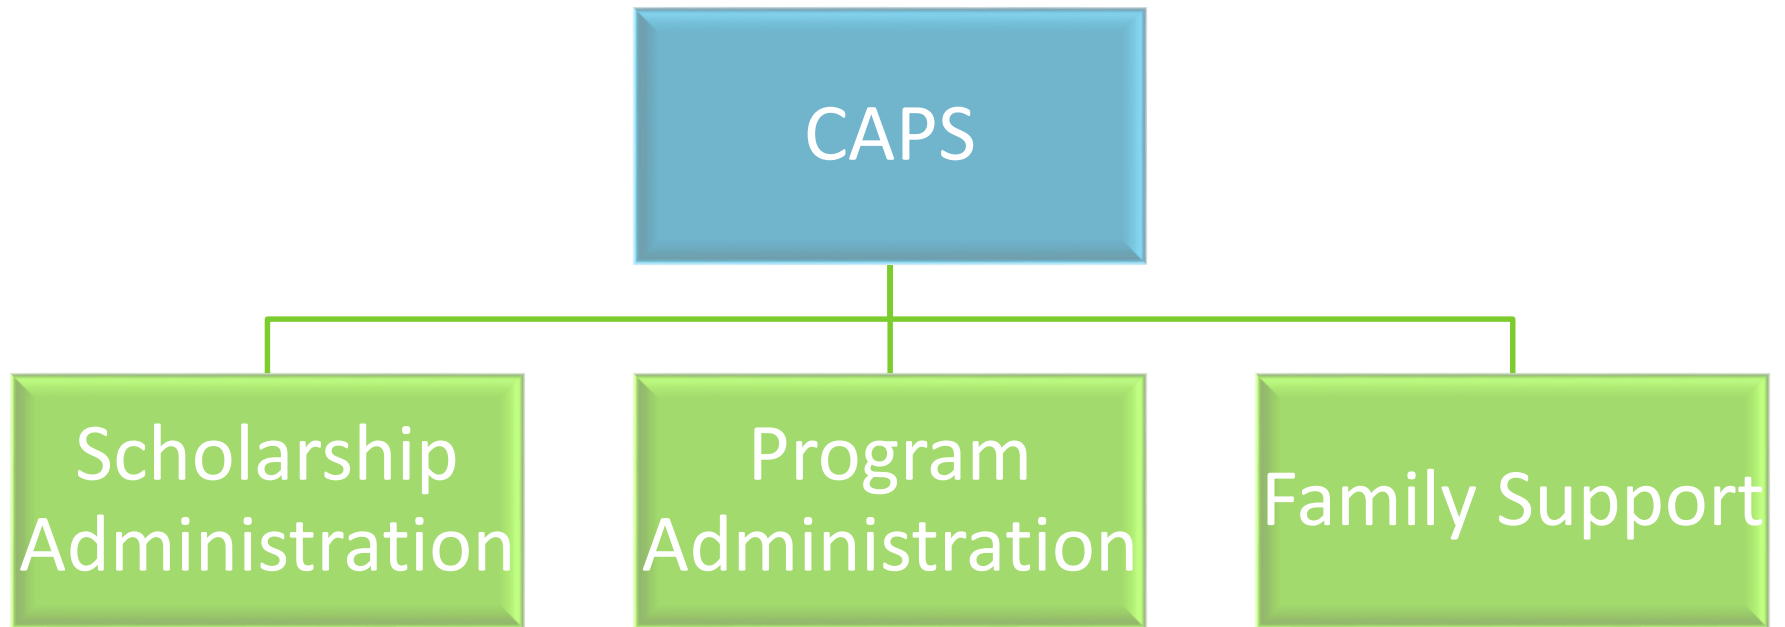 CAPS
Scholarship
Administration
Program
Administration
Family Support